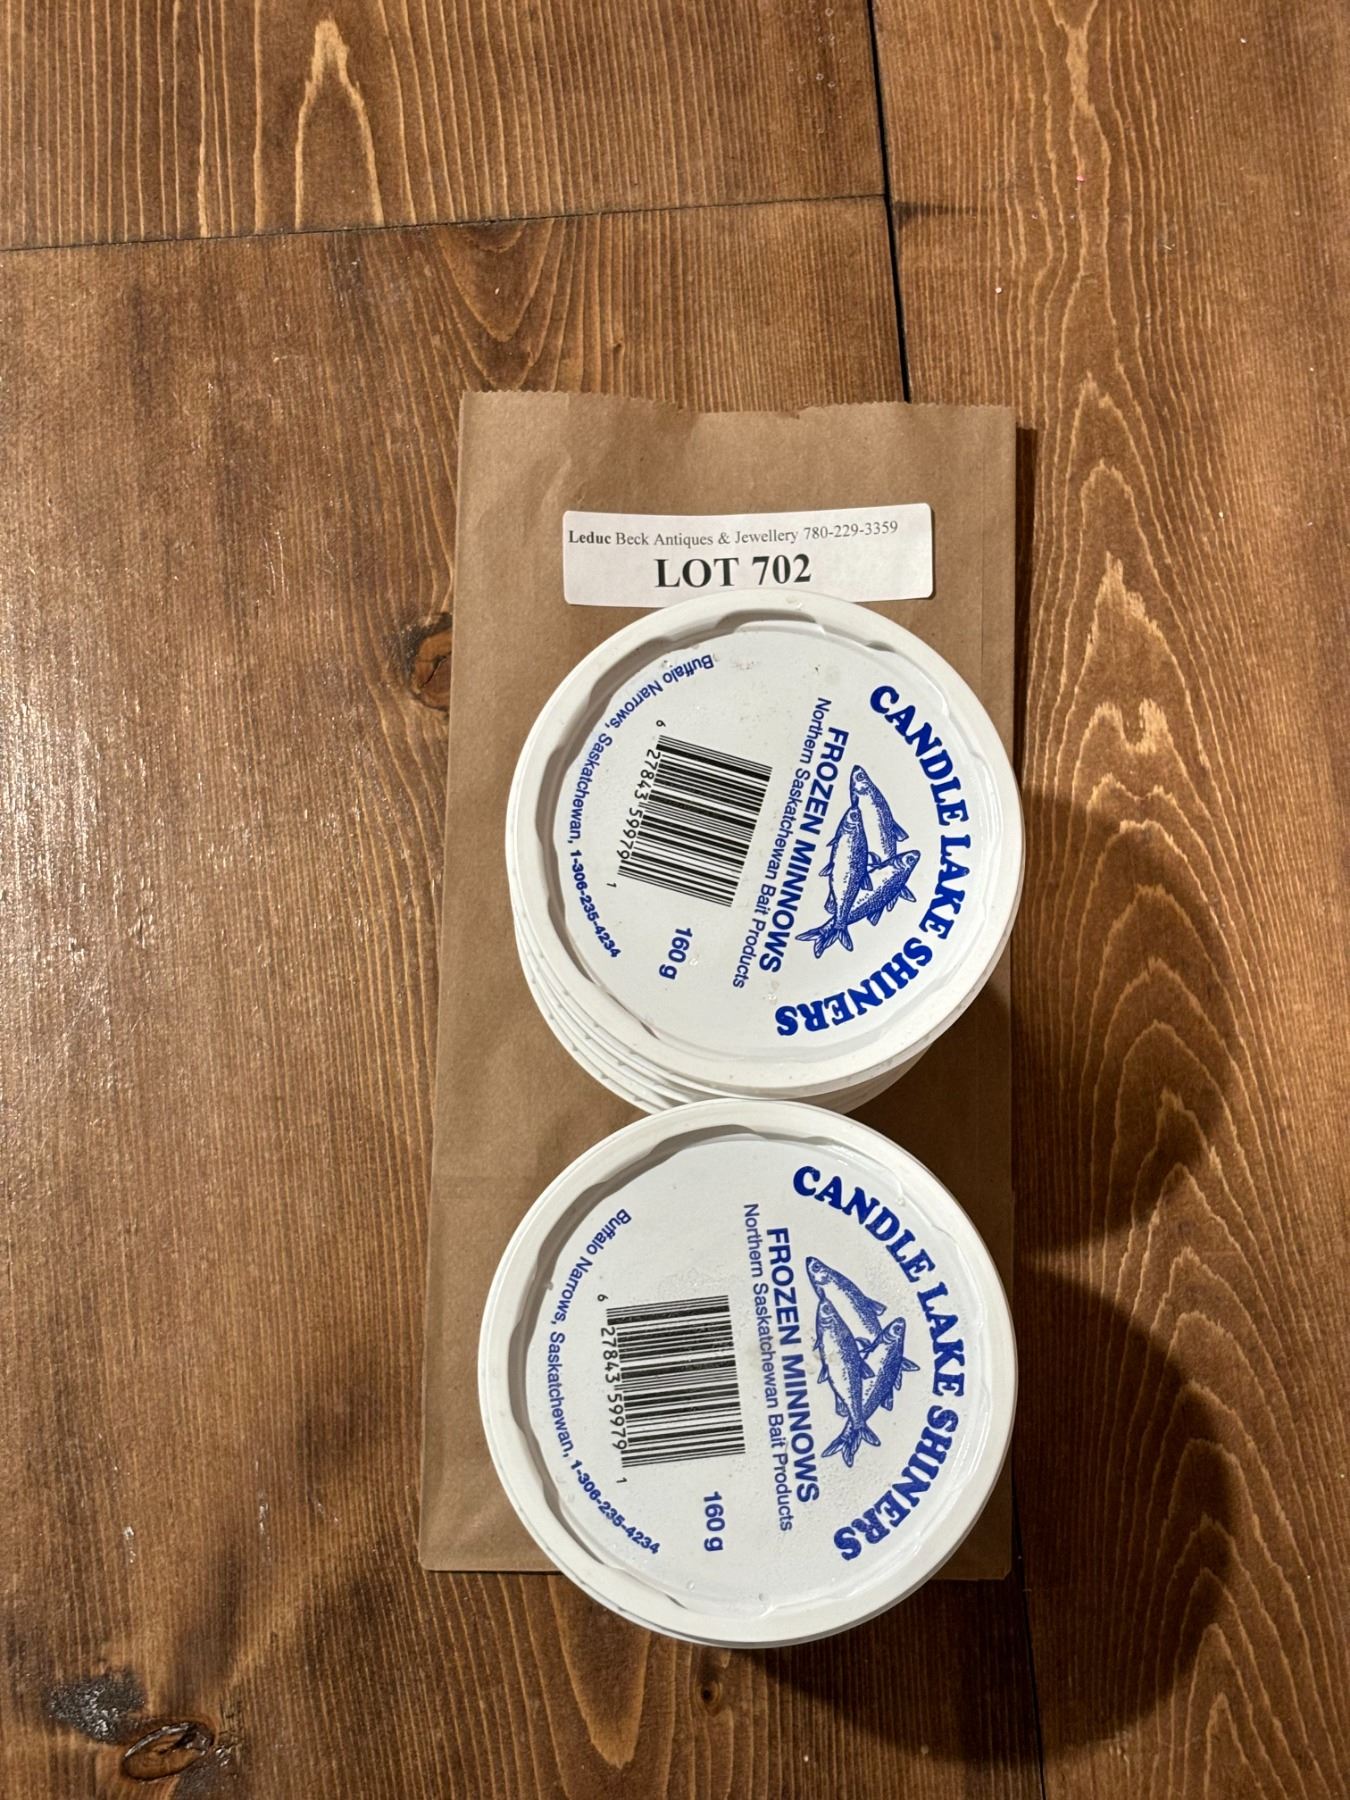 Leduc Beck Antiques & Jewellery 780-229-3359
LOT 702
CANDLE LAKE SHINERS
FROZEN MINNOWS
Northern Saskatchewan Bait Products
160 g
6 27843 59979 1
Buffalo Narrows, Saskatchewan, 1-306-235-4234
CANDLE LAKE SHINERS
FROZEN MINNOWS
Northern Saskatchewan Bait Products
160 g
6 27843 59979 1
Buffalo Narrows, Saskatchewan, 1-306-235-4234